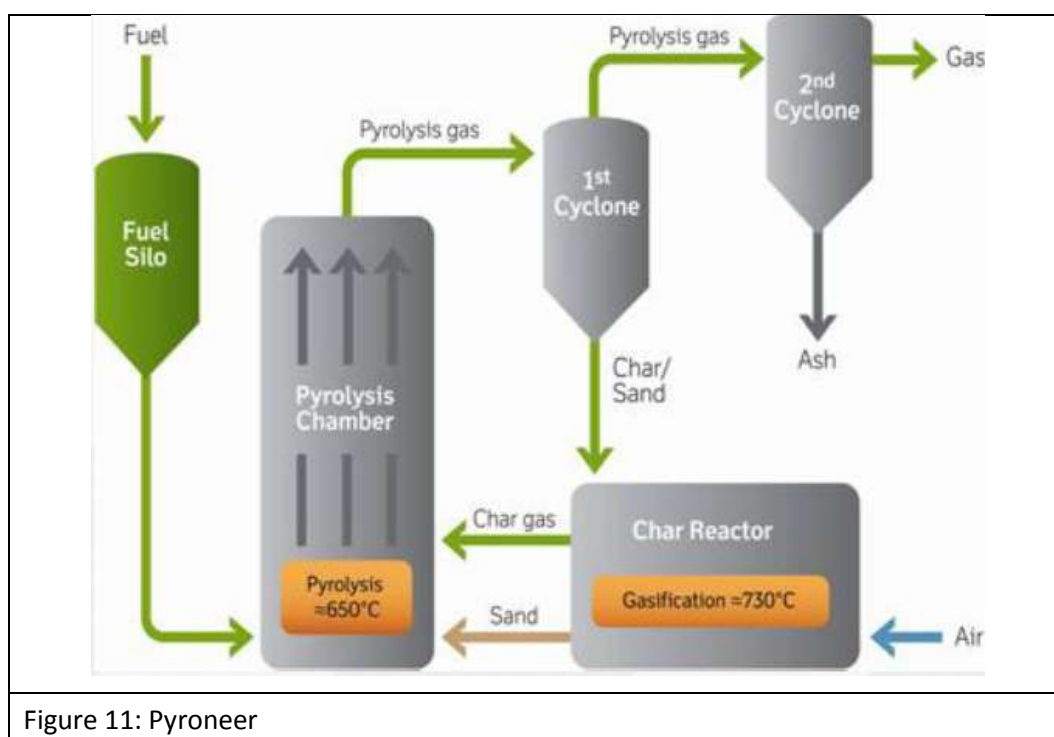 Fuel
Fuel
Silo
Pyrolysis gas
Pyrolysis
Chamber
Pyrolysis
≈650°C
1st
Cyclone
Pyrolysis gas
2nd
Cyclone
Gas
Ash
Char/
Sand
Char gas
Sand
Char Reactor
Gasification ≈730°C
Air
Figure 11: Pyroneer